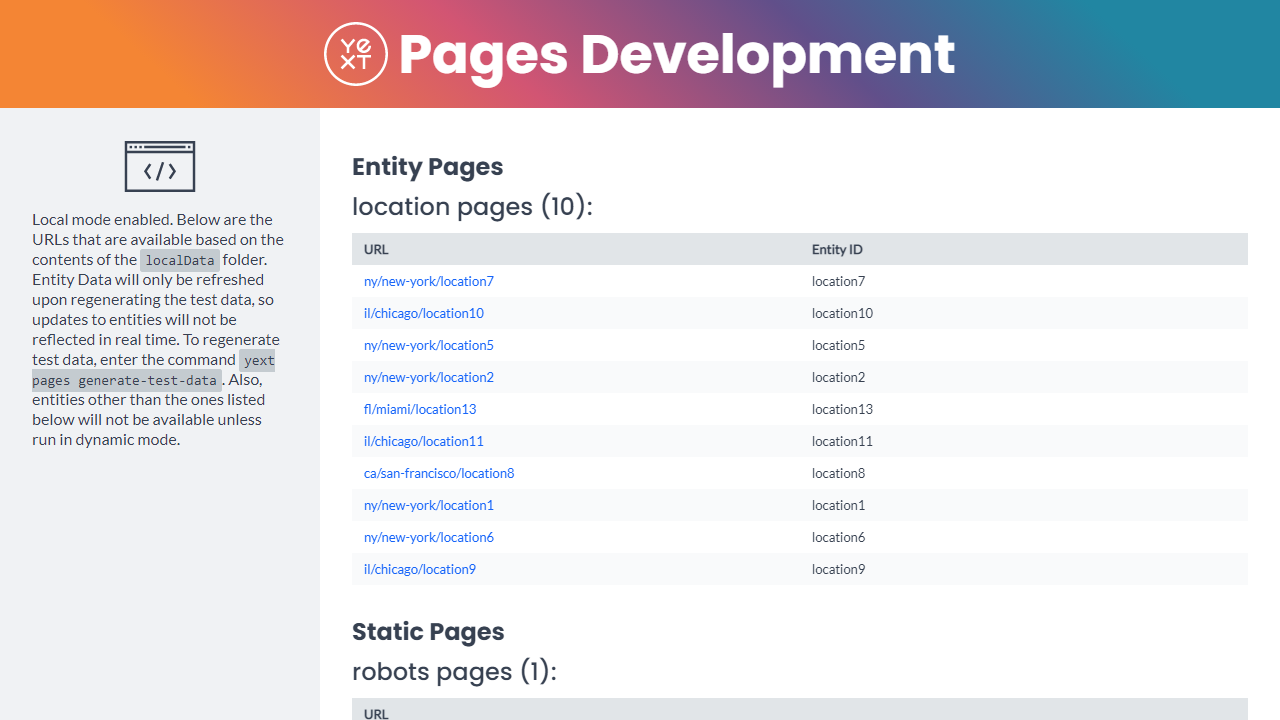 YEXT Pages Development
</>
Local mode enabled. Below are the
URLs that are available based on the
contents of the localData folder.
Entity Data will only be refreshed
upon regenerating the test data, so
updates to entities will not be
reflected in real time. To regenerate
test data, enter the command yext
pages generate-test-data. Also,
entities other than the ones listed
below will not be available unless
run in dynamic mode.
Entity Pages
location pages (10):
URL Entity ID
ny/new-york/location7 location7
il/chicago/location10 location10
ny/new-york/location5 location5
ny/new-york/location2 location2
fl/miami/location13 location13
il/chicago/location11 location11
ca/san-francisco/location8 location8
ny/new-york/location1 location1
ny/new-york/location6 location6
il/chicago/location9 location9
Static Pages
robots pages (1):
URL